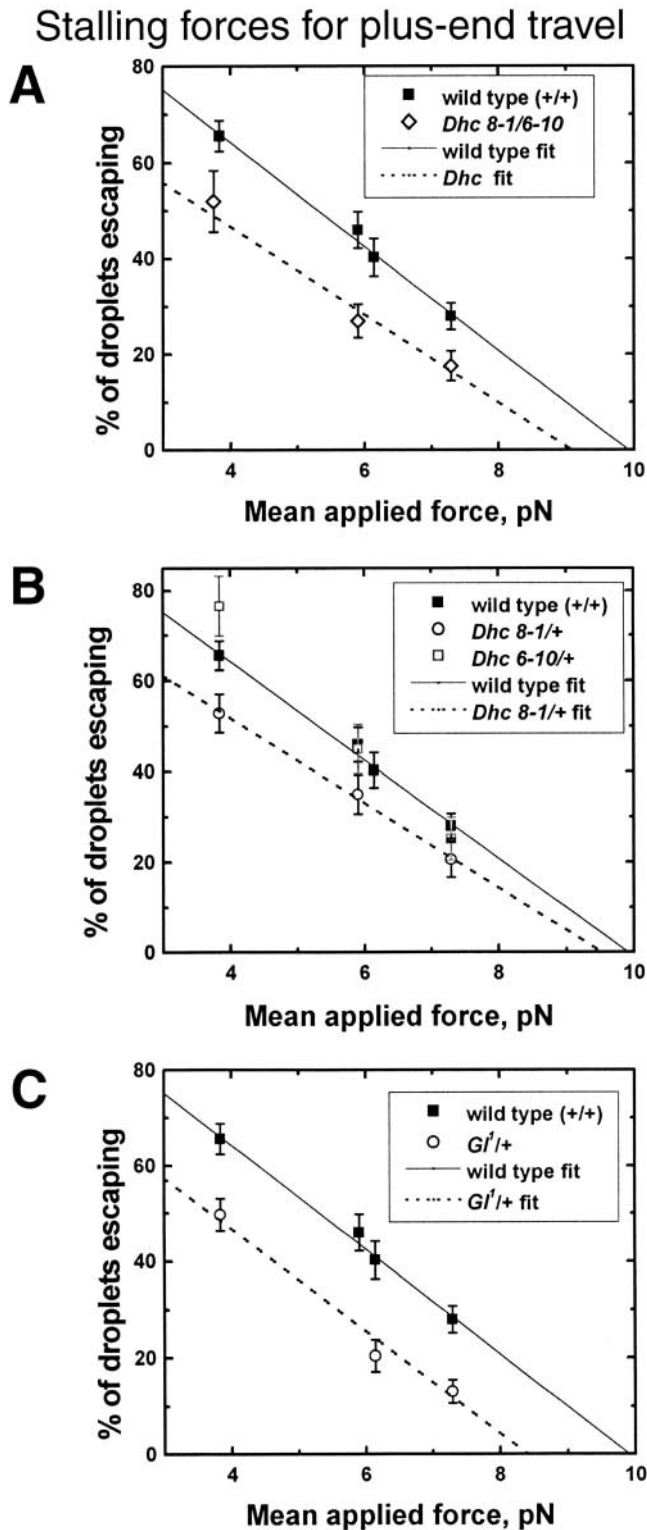 Stalling forces for plus-end travel
A
% of droplets escaping
80
60
40
20
0
wild type (+/+)
Dhc 8-1/6-10
wild type fit
Dhc fit
4 6 8 10
Mean applied force, pN
B
% of droplets escaping
80
60
40
20
0
wild type (+/+)
Dhc 8-1/+
Dhc 6-10/+
wild type fit
Dhc 8-1/+ fit
4 6 8 10
Mean applied force, pN
C
% of droplets escaping
80
60
40
20
0
wild type (+/+)
Gl¹/+
wild type fit
Gl¹/+ fit
4 6 8 10
Mean applied force, pN